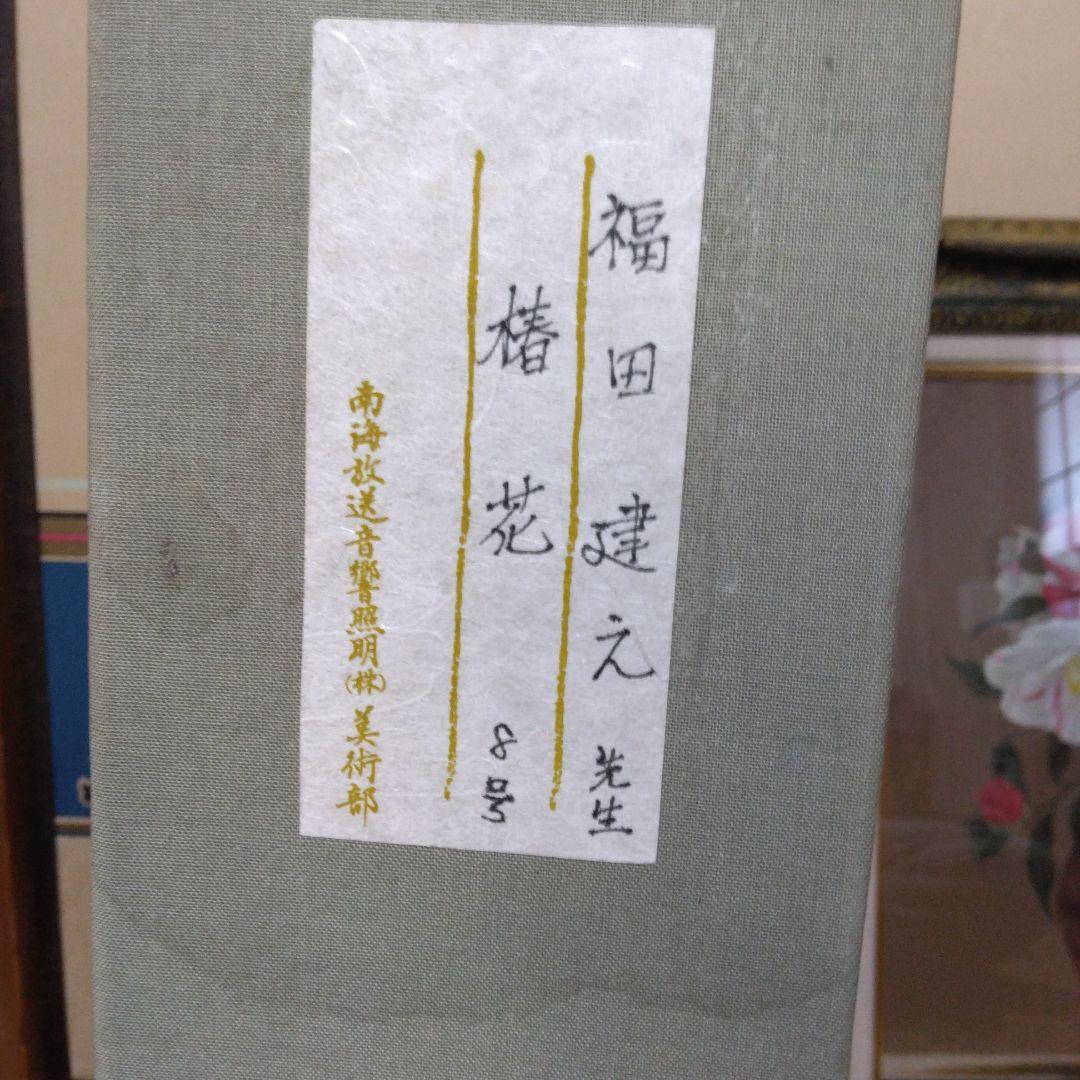 福田建之先生
椿花 8号
南海放送音響照明(株)美術部